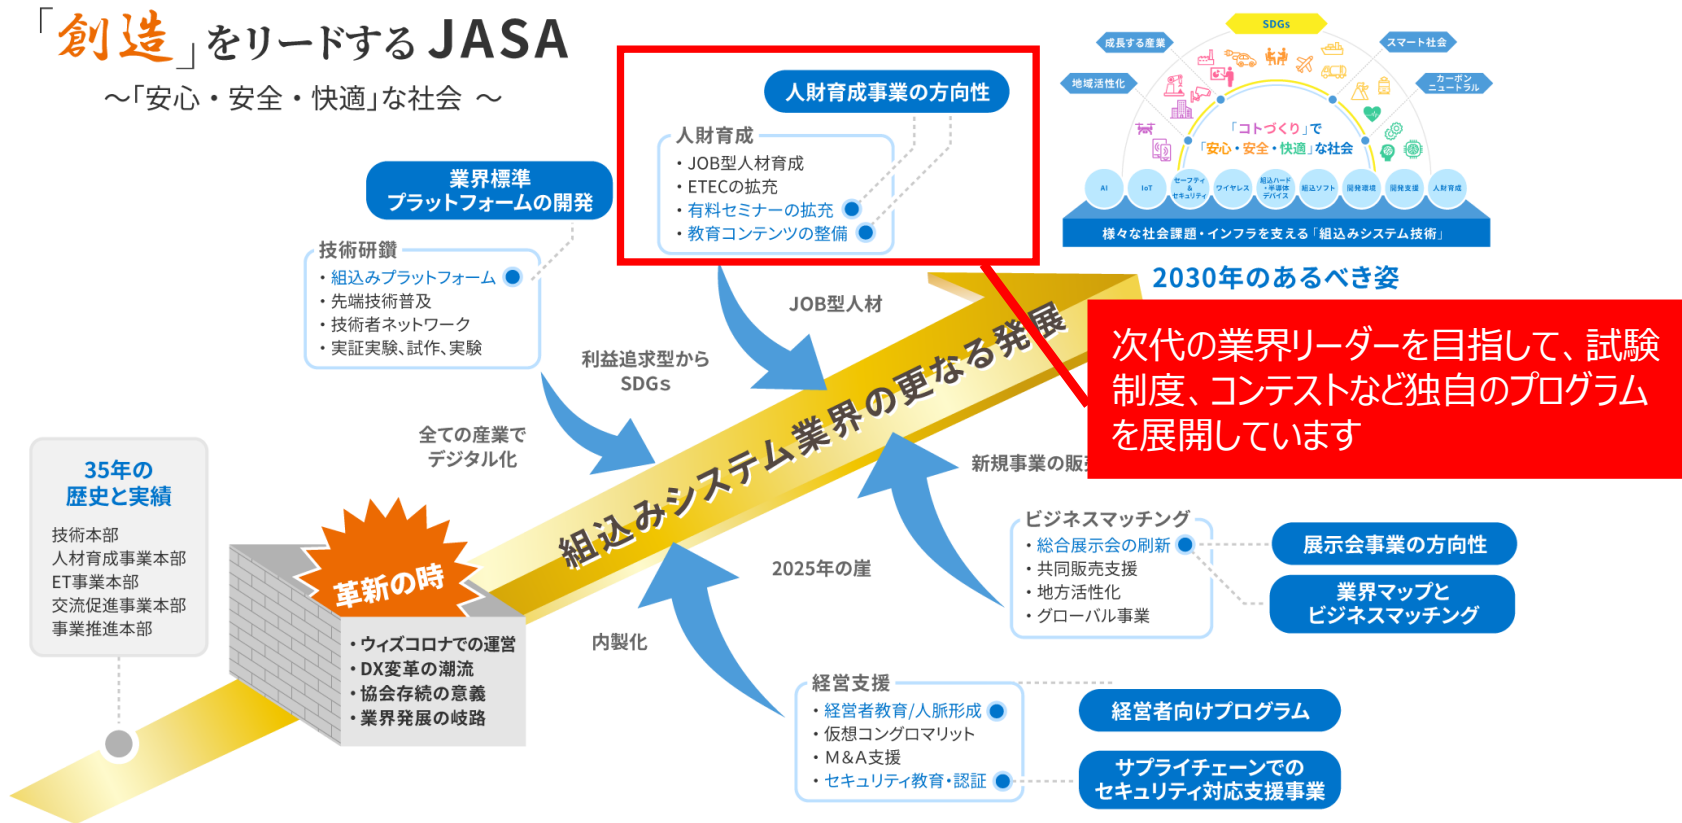 「創造」をリードするJASA
～「安心・安全・快適」な社会 ～
人財育成事業の方向性
人財育成
・JOB型人材育成
・ETECの拡充
・有料セミナーの拡充
・教育コンテンツの整備
業界標準
プラットフォームの開発
技術研鑽
・組込みプラットフォーム
・先端技術普及
・技術者ネットワーク
・実証実験、試作、実験
SDGs
成長する産業
スマート社会
地域活性化
カーボン
ニュートラル
「コトづくり」で
「安心・安全・快適」な社会
AI
IoT
セーフティ
&
セキュリティ
ワイヤレス
組込ハード
・半導体
デバイス
組込ソフト
開発環境
開発支援
人財育成
様々な社会課題・インフラを支える「組込みシステム技術」
2030年のあるべき姿
次代の業界リーダーを目指して、試験
制度、コンテストなど独自のプログラム
を展開しています
JOB型人材
利益追求型から
SDGs
全ての産業で
デジタル化
組込みシステム業界の更なる発展
新規事業の販
35年の
歴史と実績
技術本部
人材育成事業本部
ET事業本部
交流促進事業本部
事業推進本部
革新の時
・ウィズコロナでの運営
・DX変革の潮流
・協会存続の意義
・業界発展の岐路
2025年の崖
内製化
ビジネスマッチング
・総合展示会の刷新
・共同販売支援
・地方活性化
・グローバル事業
展示会事業の方向性
業界マップと
ビジネスマッチング
経営支援
・経営者教育/人脈形成
・仮想コングロマリット
・M&A支援
・セキュリティ教育・認証
経営者向けプログラム
サプライチェーンでの
セキュリティ対応支援事業